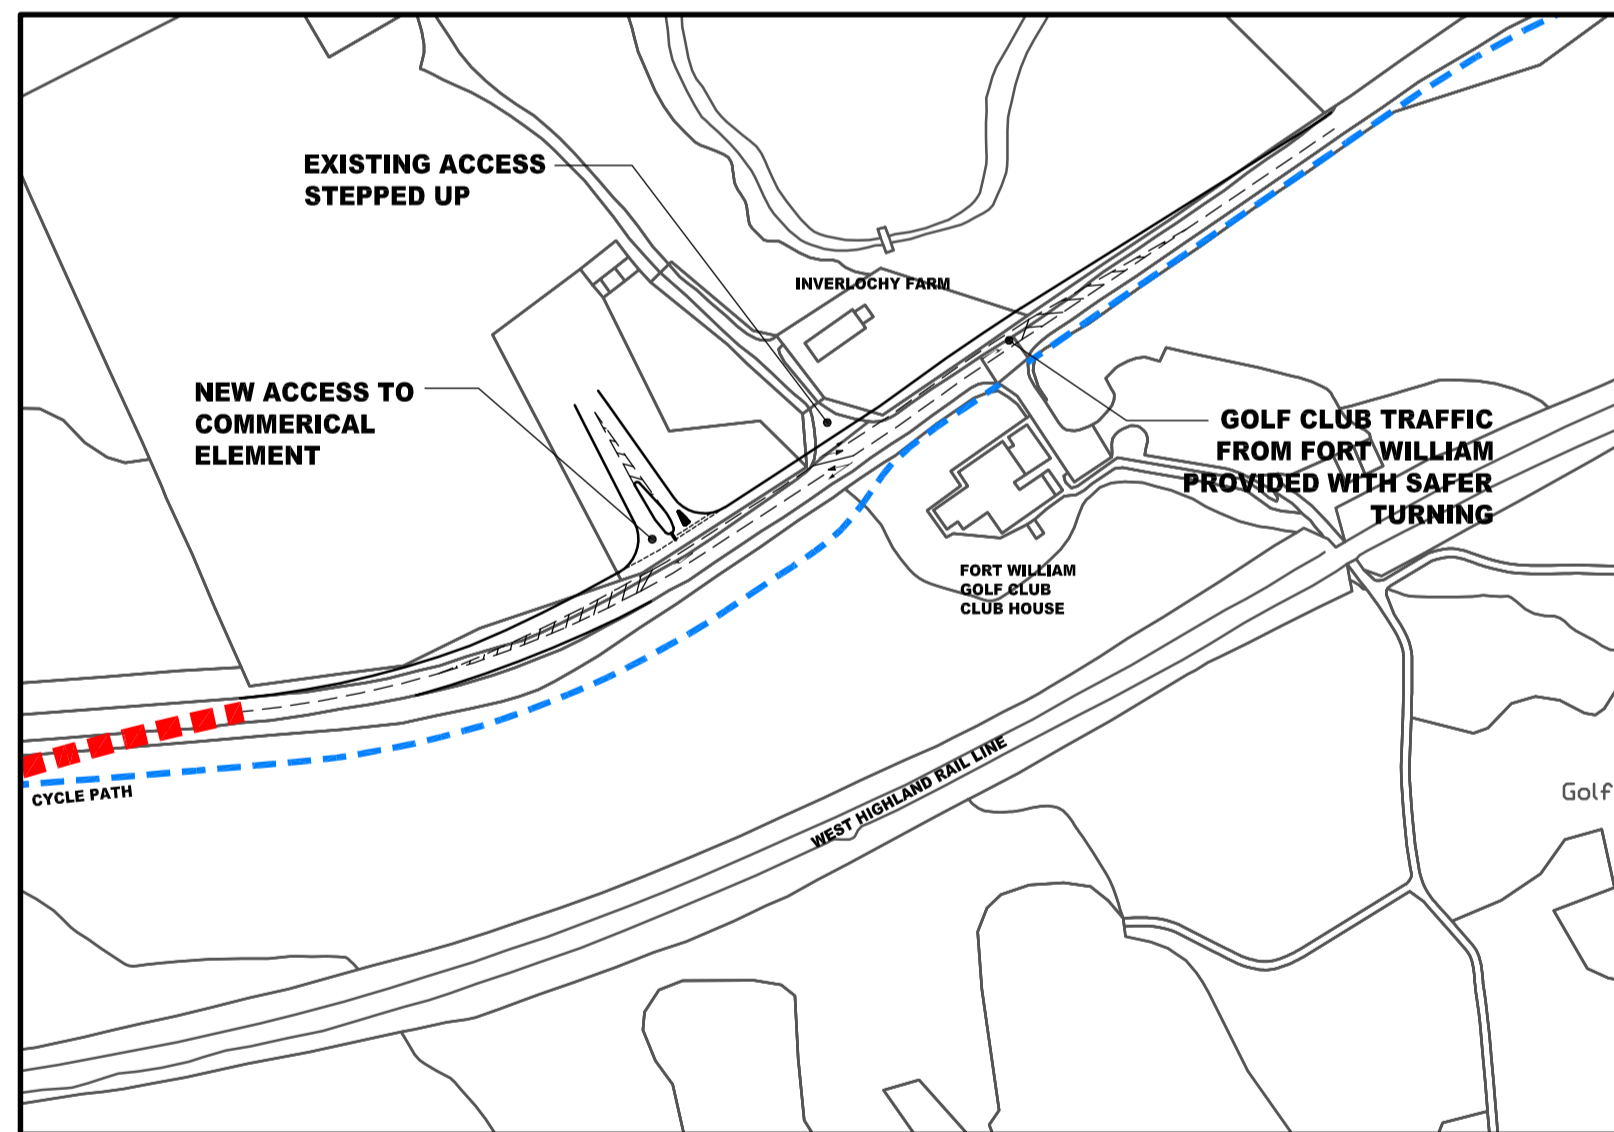 EXISTING ACCESS
STEPPED UP
INVERLOCHY FARM
NEW ACCESS TO
COMMERICAL
ELEMENT
GOLF CLUB TRAFFIC
FROM FORT WILLIAM
PROVIDED WITH SAFER
TURNING
FORT WILLIAM
GOLF CLUB
CLUB HOUSE
WEST HIGHLAND RAIL LINE
CYCLE PATH
Golf